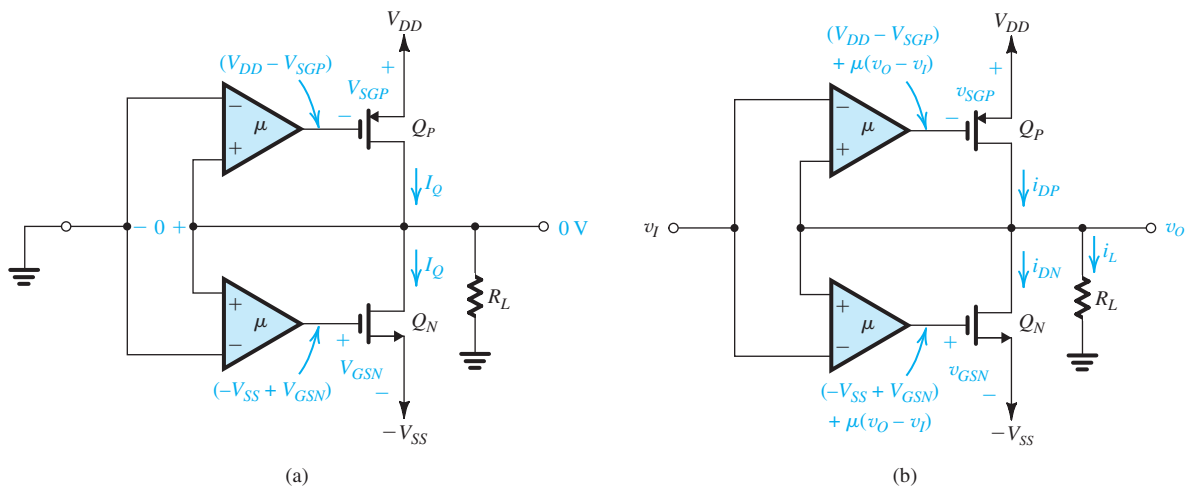 V_DD
(V_DD – V_SGP)
+
V_SGP
–
–
μ
+
Q_P
I_Q
– 0 +
0 V
I_Q
+
μ
–
Q_N
R_L
+
V_GSN
–
(–V_SS + V_GSN)
–V_SS
(a)
V_DD
(V_DD – V_SGP)
+ μ(v_O – v_I)
+
v_SGP
–
–
μ
+
Q_P
i_DP
v_I
v_O
i_DN
i_L
+
μ
–
Q_N
R_L
+
v_GSN
–
(–V_SS + V_GSN)
+ μ(v_O – v_I)
–V_SS
(b)